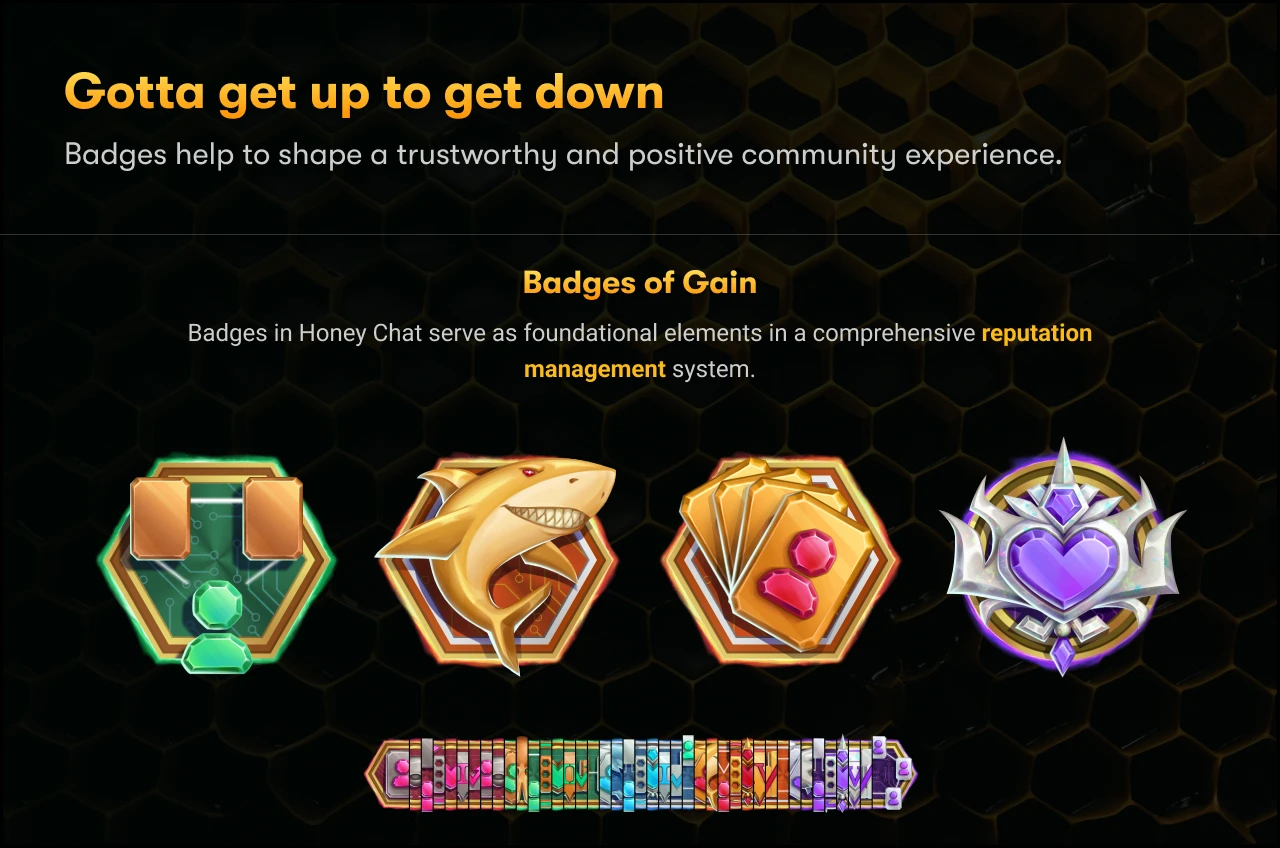 Gotta get up to get down
Badges help to shape a trustworthy and positive community experience.
Badges of Gain
Badges in Honey Chat serve as foundational elements in a comprehensive reputation
management system.